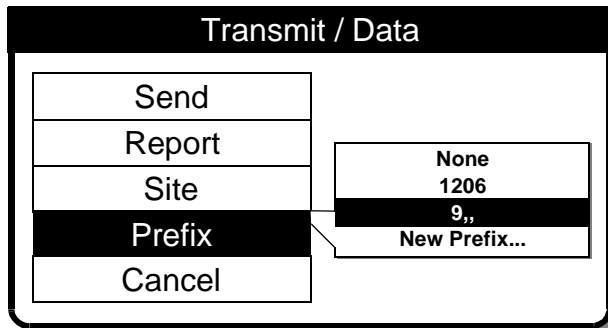 Transmit / Data
Send
Report
Site
Prefix
Cancel
None
1206
9,,
New Prefix...